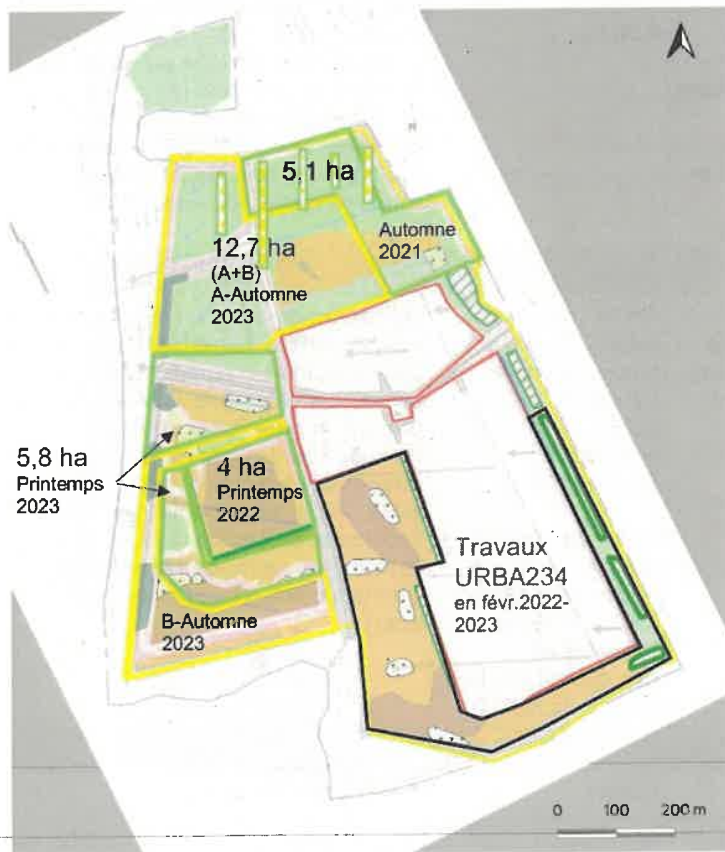 5,1 ha
Automne
2021
12,7 ha
(A+B)
A-Automne
2023
5,8 ha
Printemps
2023
4 ha
Printemps
2022
Travaux
URBA234
en févr.2022-
2023
B-Automne
2023
0 100 200 m